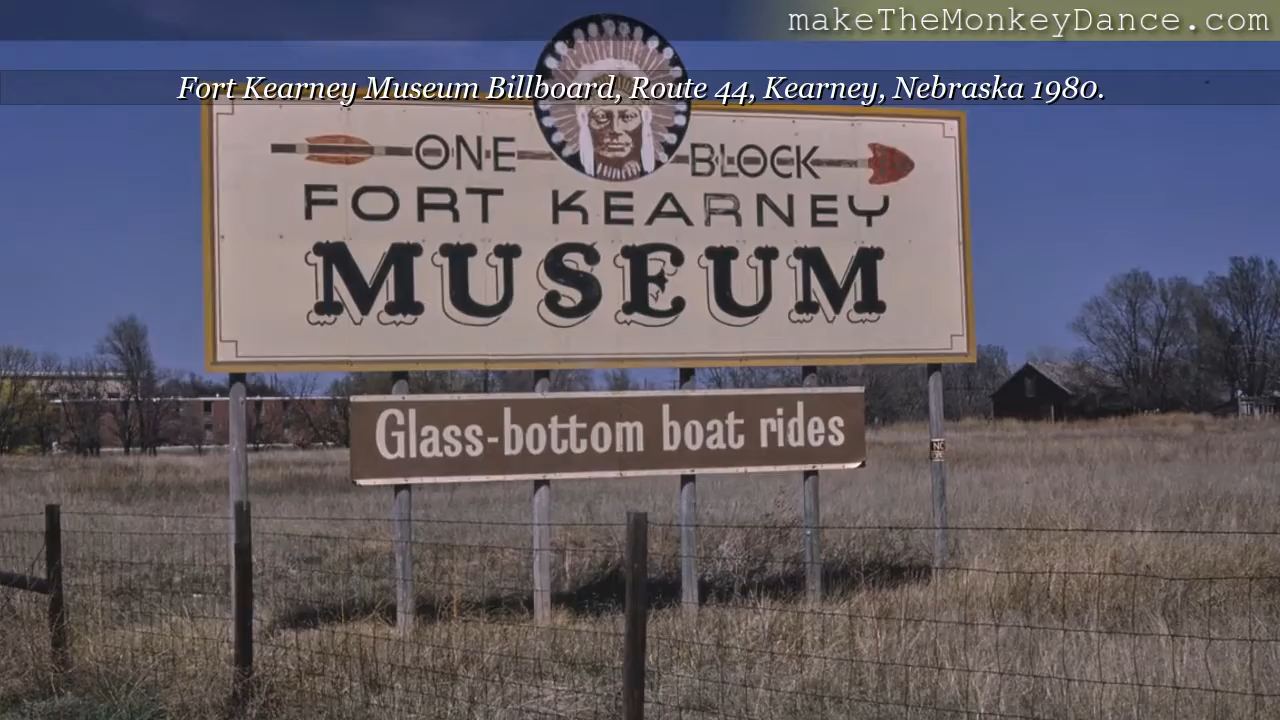 makeTheMonkeyDance.com
Fort Kearney Museum Billboard, Route 44, Kearney, Nebraska 1980.
ONE BLOCK
FORT KEARNEY
MUSEUM
Glass-bottom boat rides
NO